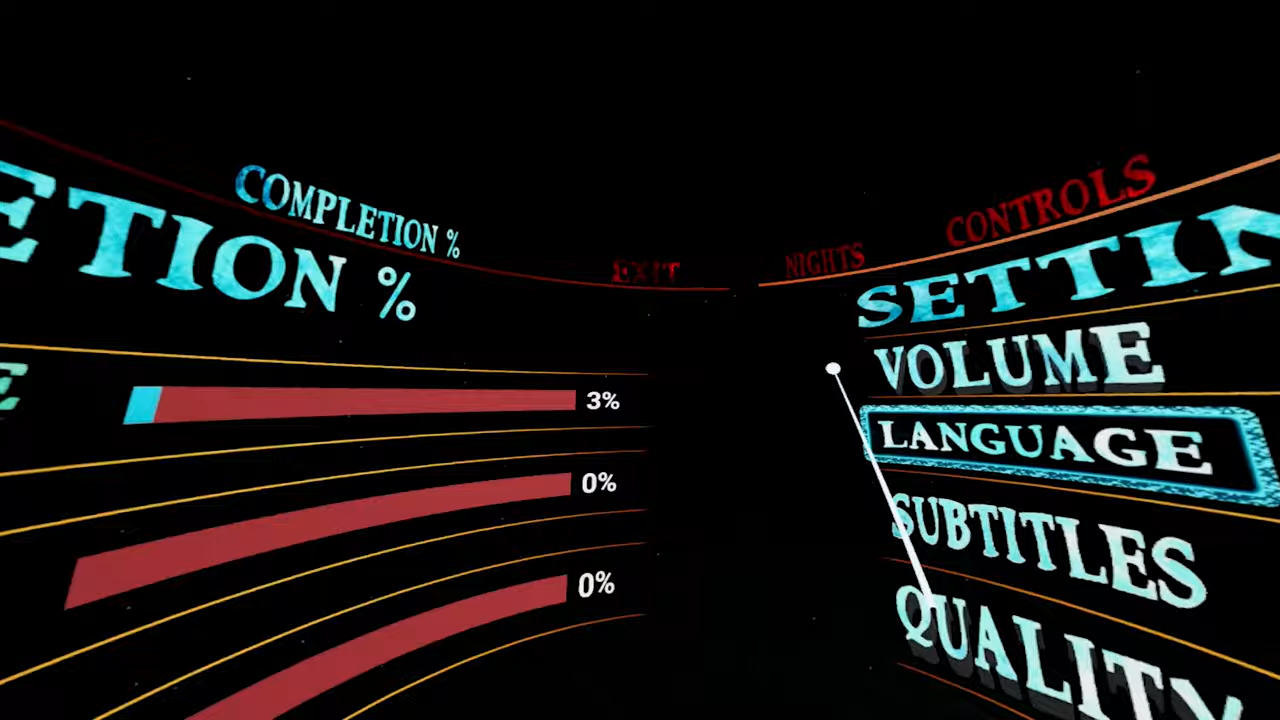 COMPLETION %
ETION %
E
3%
0%
0%
EXIT
NIGHTS
CONTROLS
SETTIN
VOLUME
LANGUAGE
SUBTITLES
QUALITY